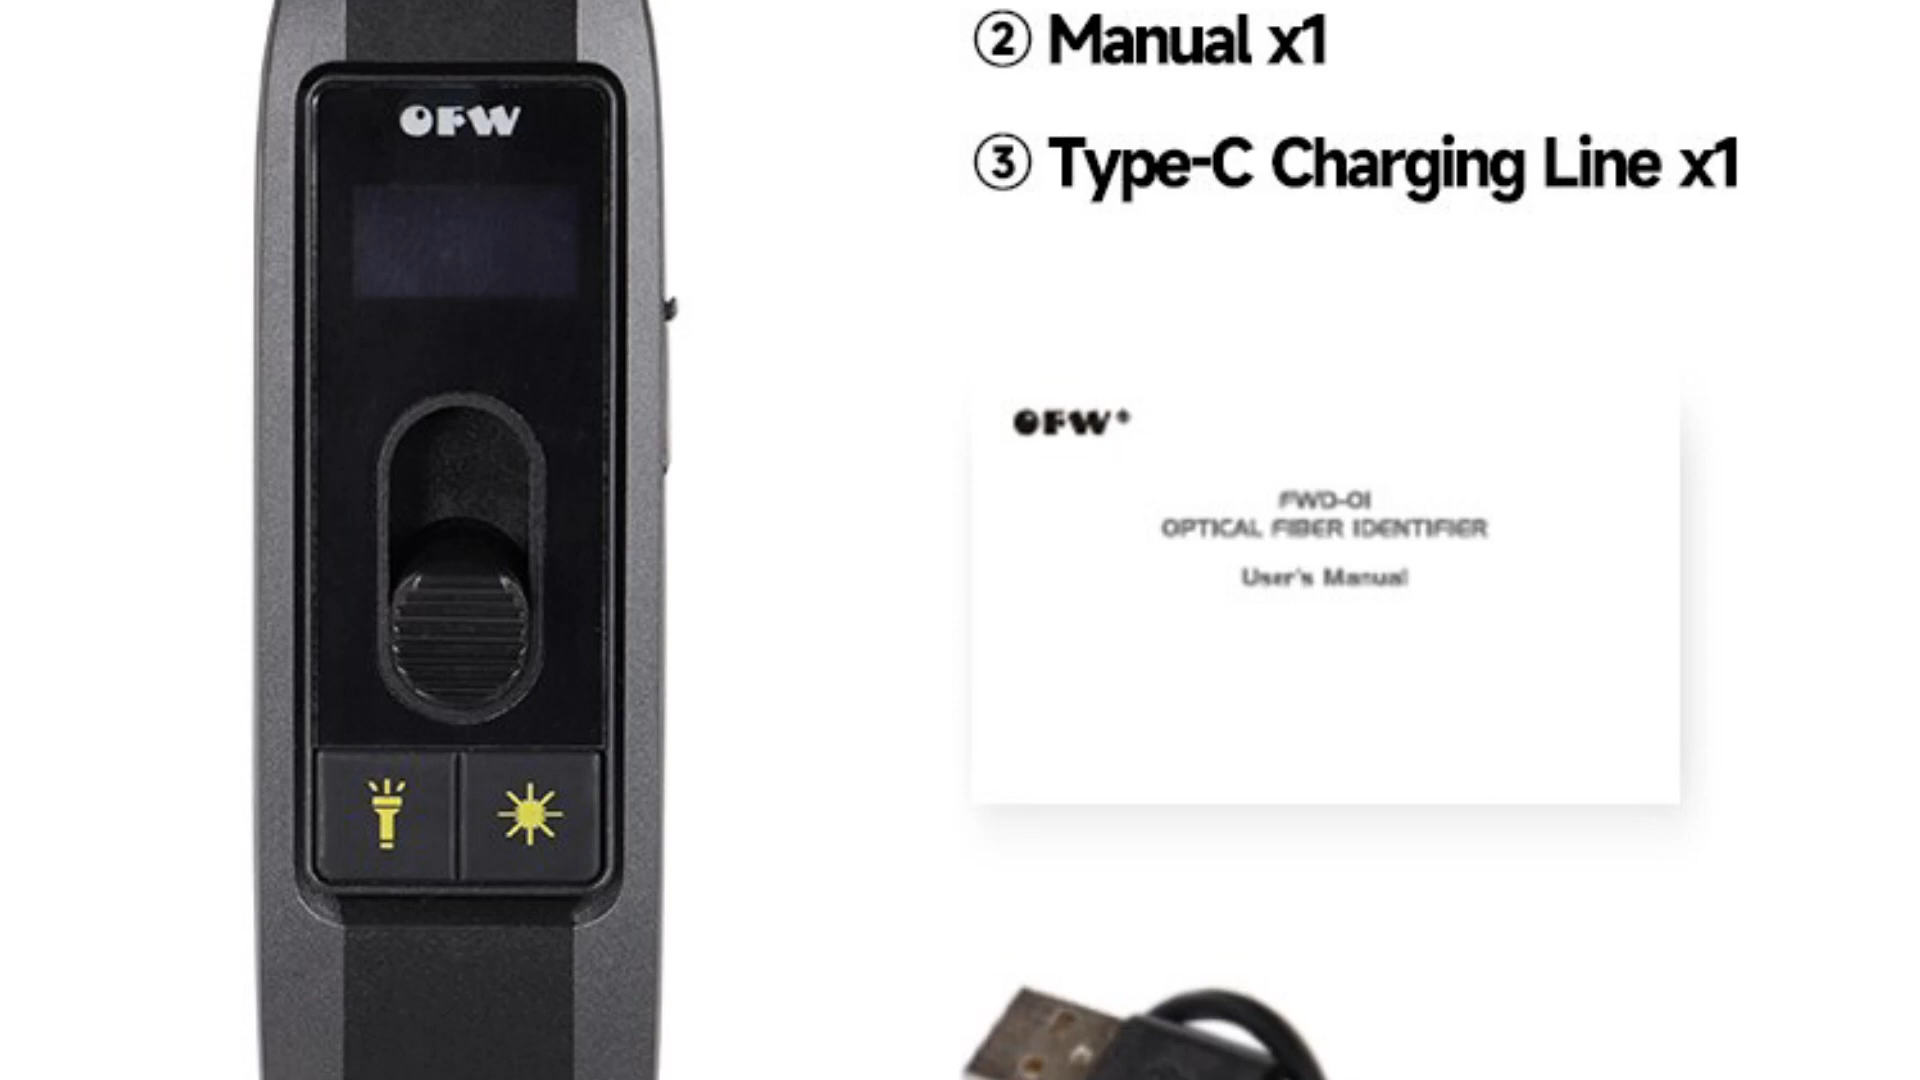 OFW
② Manual x1
③ Type-C Charging Line x1
OFW®
FWD-01
OPTICAL FIBER IDENTIFIER
User's Manual